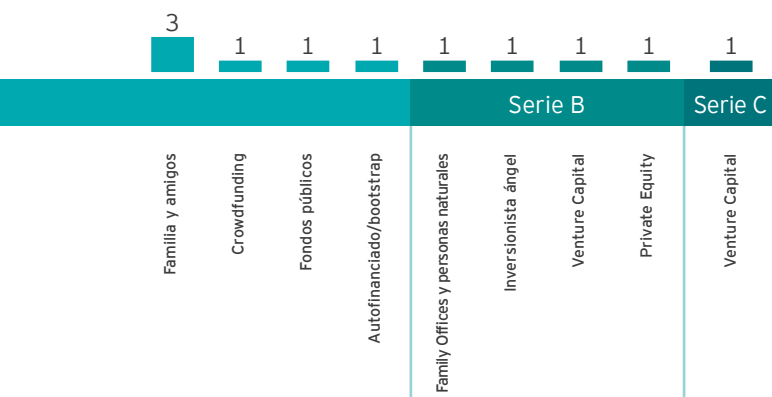 3
1
1
1
1
1
1
1
1
Serie B
Serie C
Familia y amigos
Crowdfunding
Fondos públicos
Autofinanciado/bootstrap
Family Offices y personas naturales
Inversionista ángel
Venture Capital
Private Equity
Venture Capital